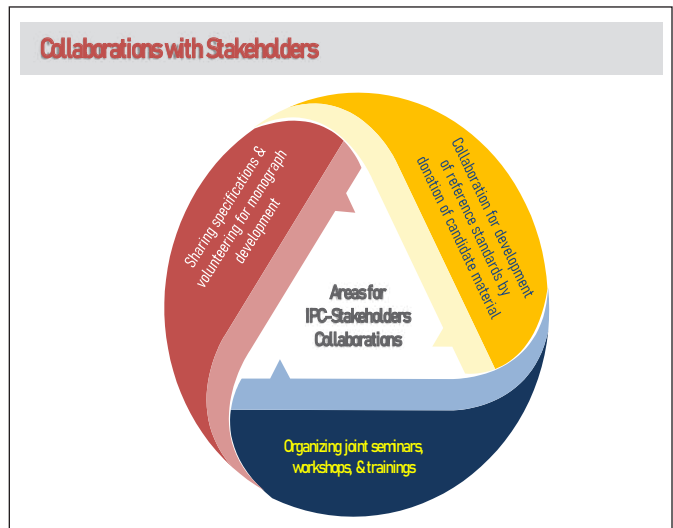 Collaborations with Stakeholders
Sharing specifications &
volunteering for monograph
development
Collaboration for development
of reference standards by
donation of candidate material
Areas for
IPC-Stakeholders
Collaborations
Organizing joint seminars,
workshops, & trainings